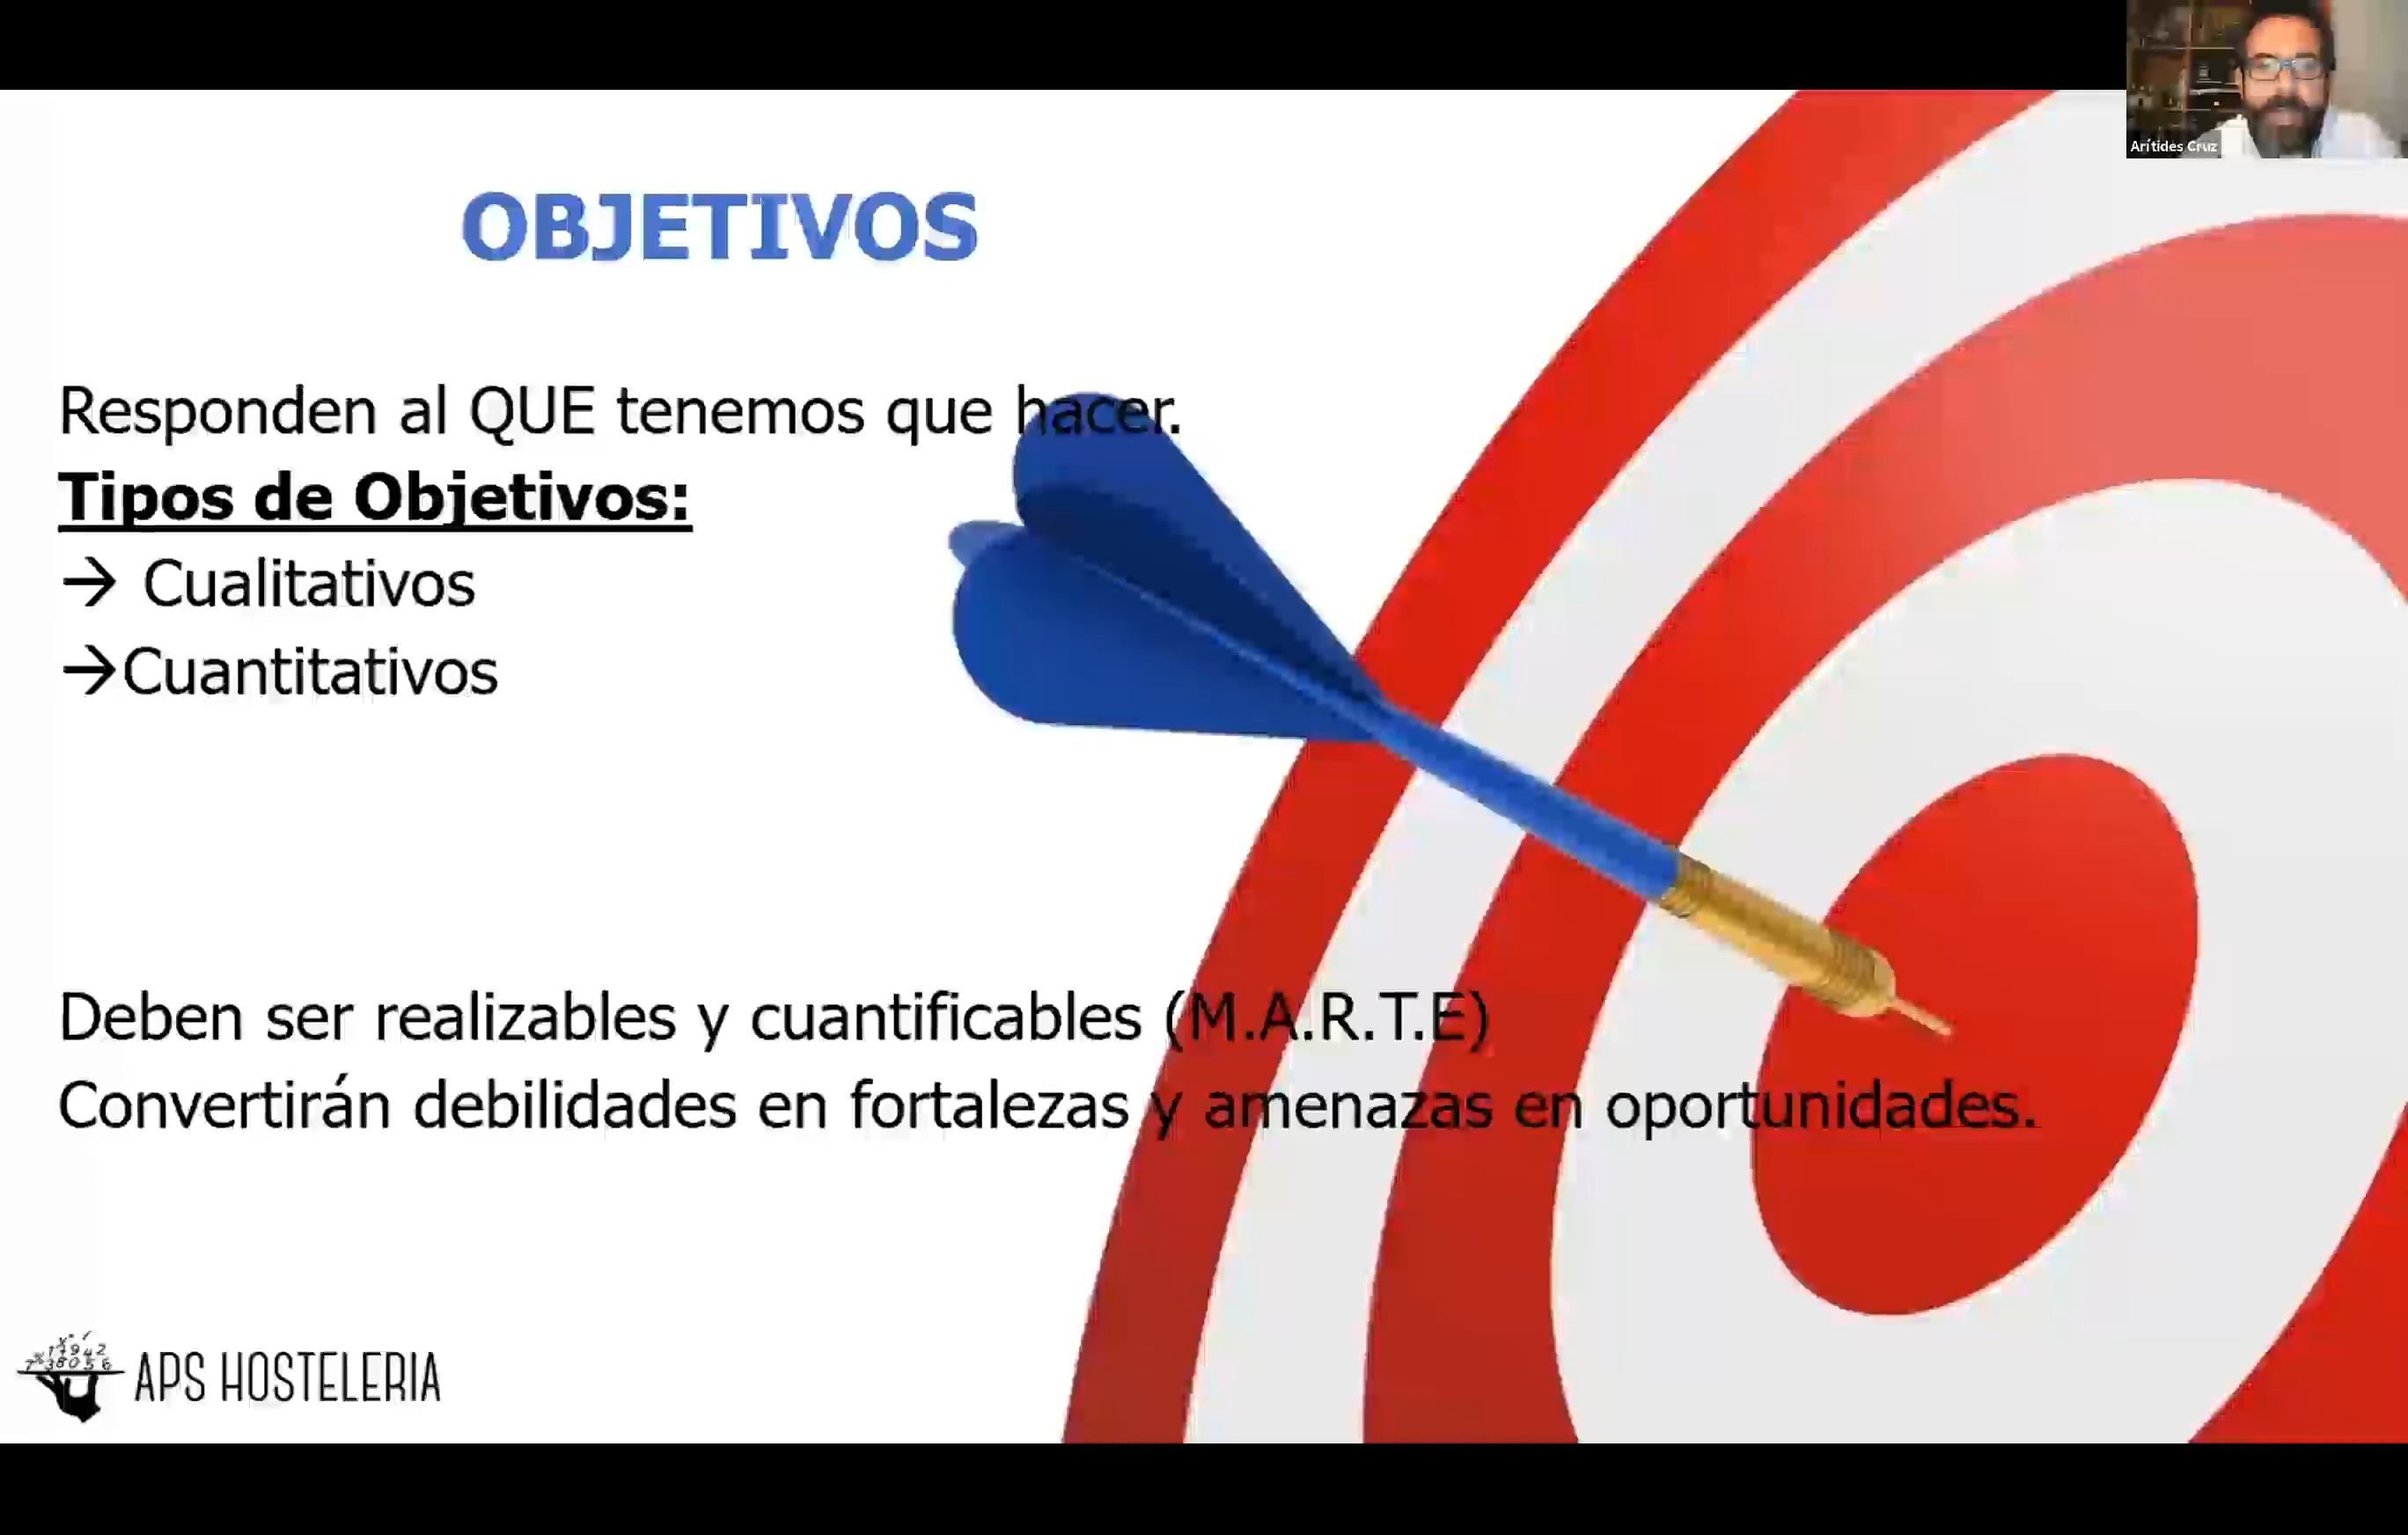 Arítides Cruz
OBJETIVOS
Responden al QUE tenemos que hacer.
Tipos de Objetivos:
→ Cualitativos
→Cuantitativos
Deben ser realizables y cuantificables (M.A.R.T.E)
Convertirán debilidades en fortalezas y amenazas en oportunidades.
APS HOSTELERIA